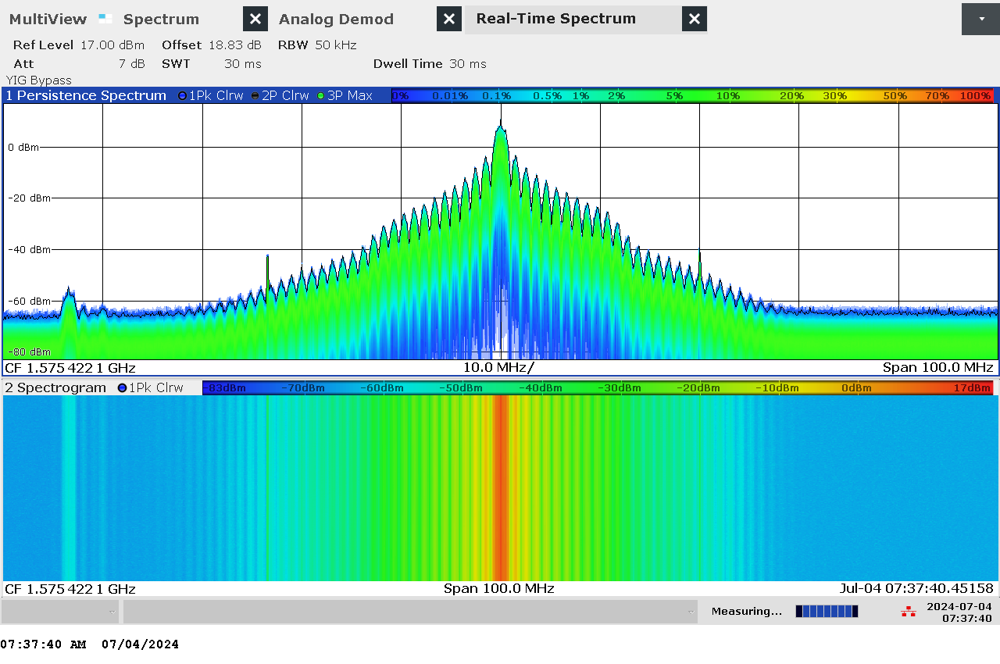 MultiView Spectrum Analog Demod Real-Time Spectrum
Ref Level 17.00 dBm Offset 18.83 dB RBW 50 kHz
Att 7 dB SWT 30 ms Dwell Time 30 ms
YIG Bypass
1 Persistence Spectrum 1Pk Clrw 2P Clrw 3P Max 0% 0.01% 0.1% 0.5% 1% 2% 5% 10% 20% 30% 50% 70% 100%
0 dBm
-20 dBm
-40 dBm
-60 dBm
-80 dBm
CF 1.575 422 1 GHz 10.0 MHz/ Span 100.0 MHz
2 Spectrogram 1Pk Clrw -83dBm -70dBm -60dBm -50dBm -40dBm -30dBm -20dBm -10dBm 0dBm 17dBm
CF 1.575 422 1 GHz Span 100.0 MHz Jul-04 07:37:40.45158
Measuring... 2024-07-04
07:37:40
07:37:40 AM 07/04/2024